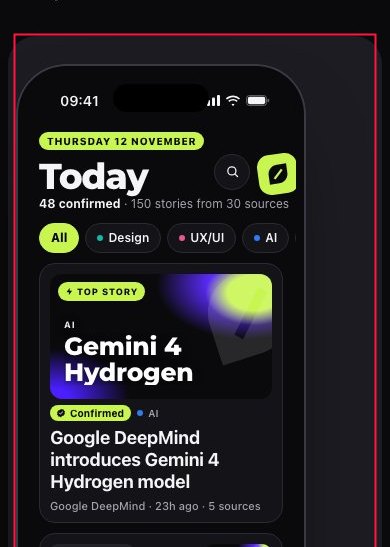 09:41
THURSDAY 12 NOVEMBER
Today
48 confirmed · 150 stories from 30 sources
All
Design
UX/UI
AI
TOP STORY
AI
Gemini 4
Hydrogen
Confirmed
AI
Google DeepMind
introduces Gemini 4
Hydrogen model
Google DeepMind · 23h ago · 5 sources